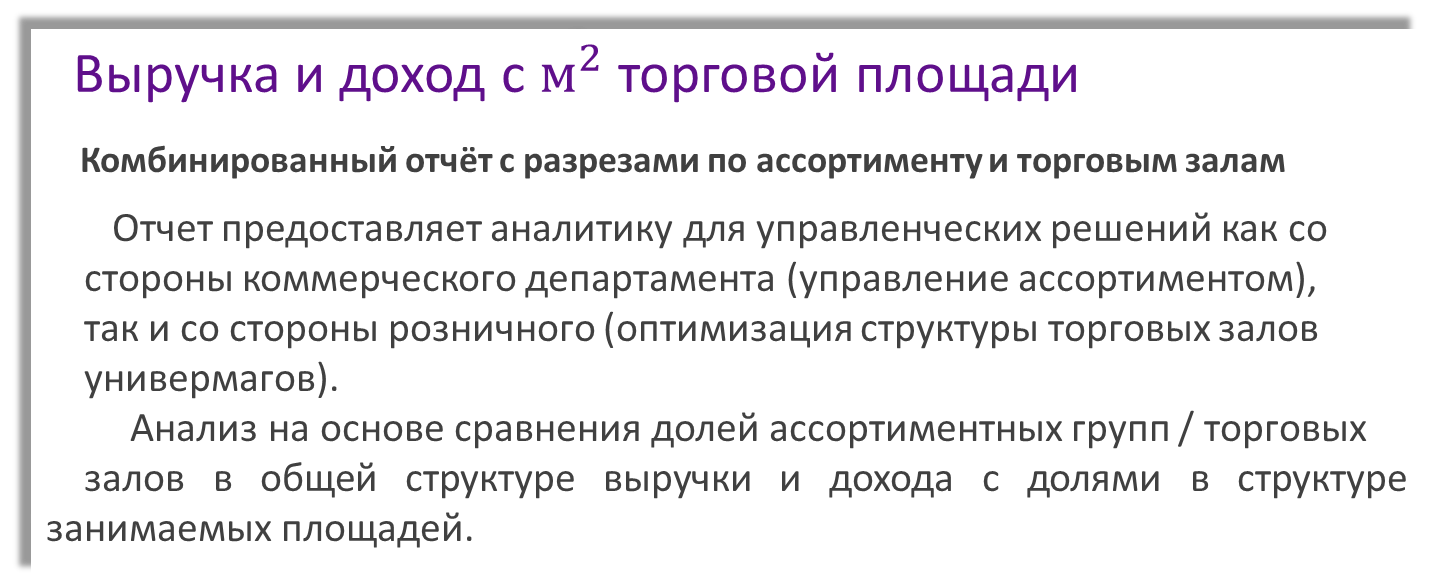 Выручка и доход с м² торговой площади
Комбинированный отчёт с разрезами по ассортименту и торговым залам
Отчет предоставляет аналитику для управленческих решений как со
стороны коммерческого департамента (управление ассортиментом),
так и со стороны розничного (оптимизация структуры торговых залов
универмагов).
Анализ на основе сравнения долей ассортиментных групп / торговых
залов в общей структуре выручки и дохода с долями в структуре
занимаемых площадей.